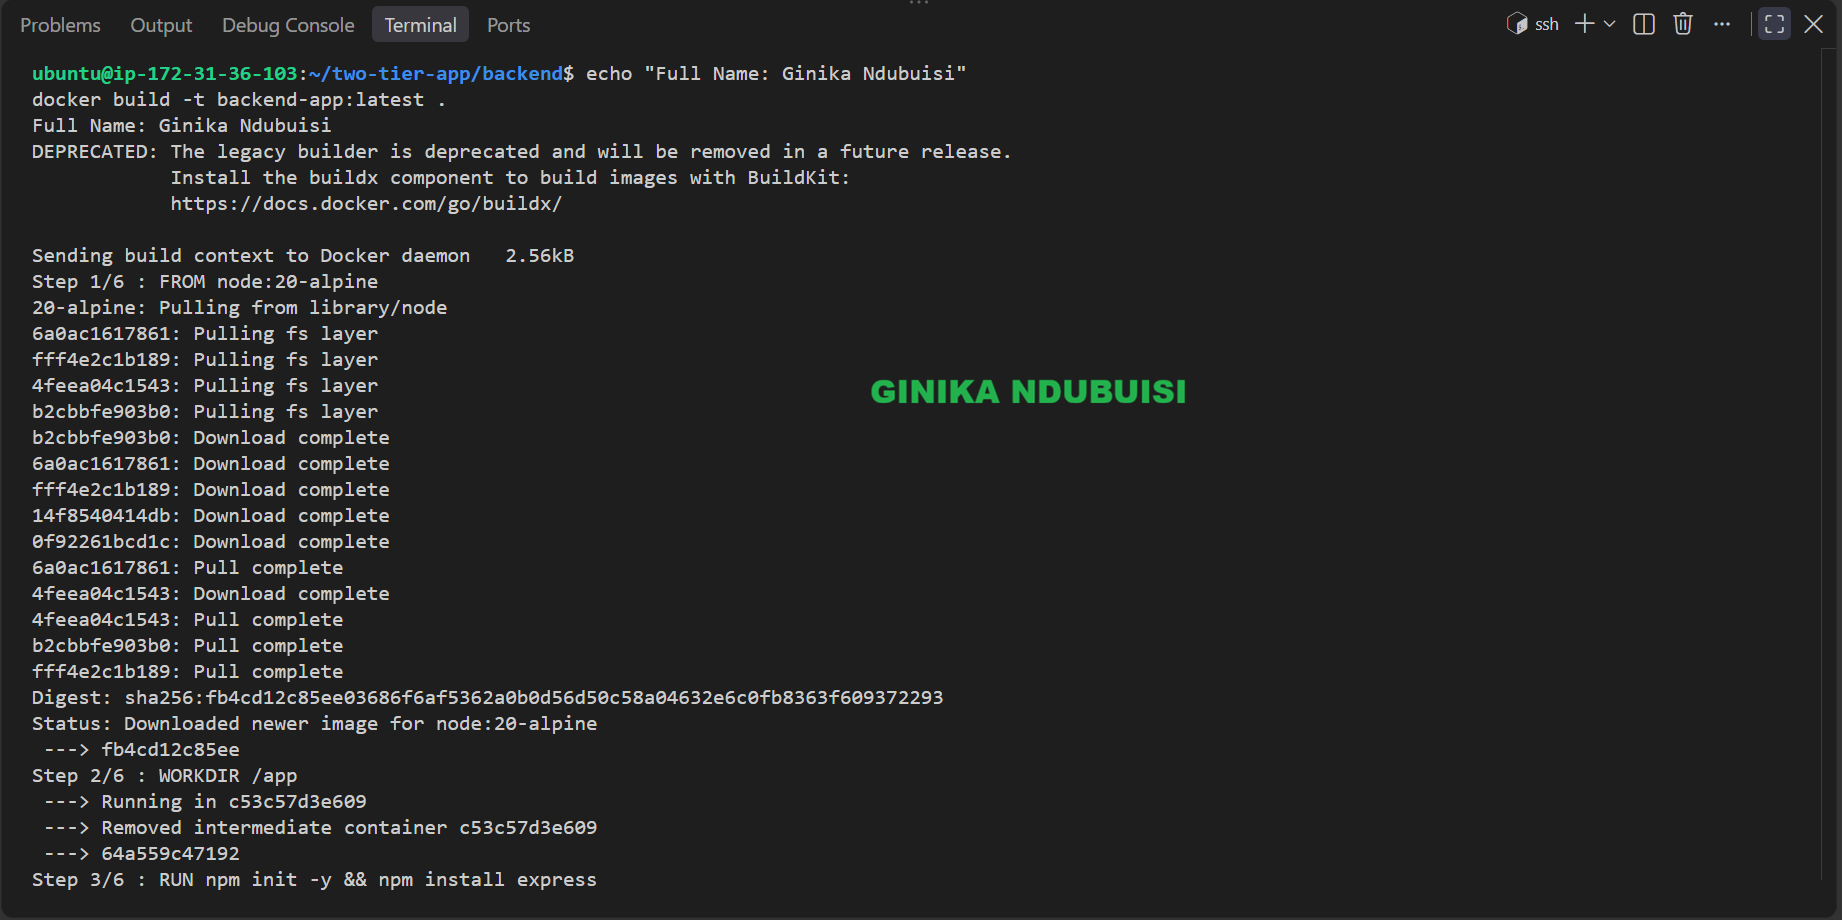 Problems Output Debug Console Terminal Ports ssh
ubuntu@ip-172-31-36-103:~/two-tier-app/backend$ echo "Full Name: Ginika Ndubuisi"
docker build -t backend-app:latest .
Full Name: Ginika Ndubuisi
DEPRECATED: The legacy builder is deprecated and will be removed in a future release.
            Install the buildx component to build images with BuildKit:
            https://docs.docker.com/go/buildx/
Sending build context to Docker daemon   2.56kB
Step 1/6 : FROM node:20-alpine
20-alpine: Pulling from library/node
6a0ac1617861: Pulling fs layer
fff4e2c1b189: Pulling fs layer
4feea04c1543: Pulling fs layer
GINIKA NDUBUISI
b2cbbfe903b0: Pulling fs layer
b2cbbfe903b0: Download complete
6a0ac1617861: Download complete
fff4e2c1b189: Download complete
14f8540414db: Download complete
0f92261bcd1c: Download complete
6a0ac1617861: Pull complete
4feea04c1543: Download complete
4feea04c1543: Pull complete
b2cbbfe903b0: Pull complete
fff4e2c1b189: Pull complete
Digest: sha256:fb4cd12c85ee03686f6af5362a0b0d56d50c58a04632e6c0fb8363f609372293
Status: Downloaded newer image for node:20-alpine
 ---> fb4cd12c85ee
Step 2/6 : WORKDIR /app
 ---> Running in c53c57d3e609
 ---> Removed intermediate container c53c57d3e609
 ---> 64a559c47192
Step 3/6 : RUN npm init -y && npm install express